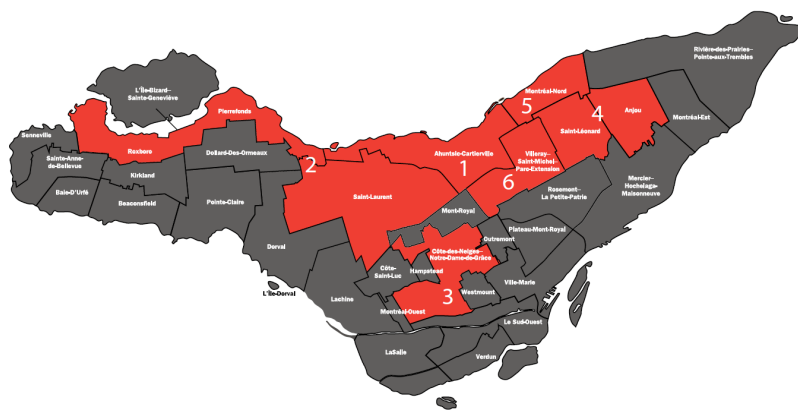 Rivière-des-Prairies–
Pointe-aux-Trembles
L'Île-Bizard–
Sainte-Geneviève
Montréal-Nord
5
4
Anjou
Pierrefonds
Montréal-Est
Saint-Léonard
Senneville
Roxboro
Dollard-Des-Ormeaux
2
Ahuntsic-Cartierville
1
Villeray–
Saint-Michel–
Parc-Extension
Sainte-Anne-
de-Bellevue
Kirkland
6
Mercier–
Hochelaga–
Maisonneuve
Baie-D'Urfé
Beaconsfield
Pointe-Claire
Saint-Laurent
Rosemont–
La Petite-Patrie
Mont-Royal
Plateau-Mont-Royal
Dorval
Côte-des-Neiges–
Notre-Dame-de-Grâce
Outremont
Côte-
Saint-Luc
Hampstead
L'Île-Dorval
Lachine
3
Westmount
Ville-Marie
Montréal-Ouest
Le Sud-Ouest
LaSalle
Verdun